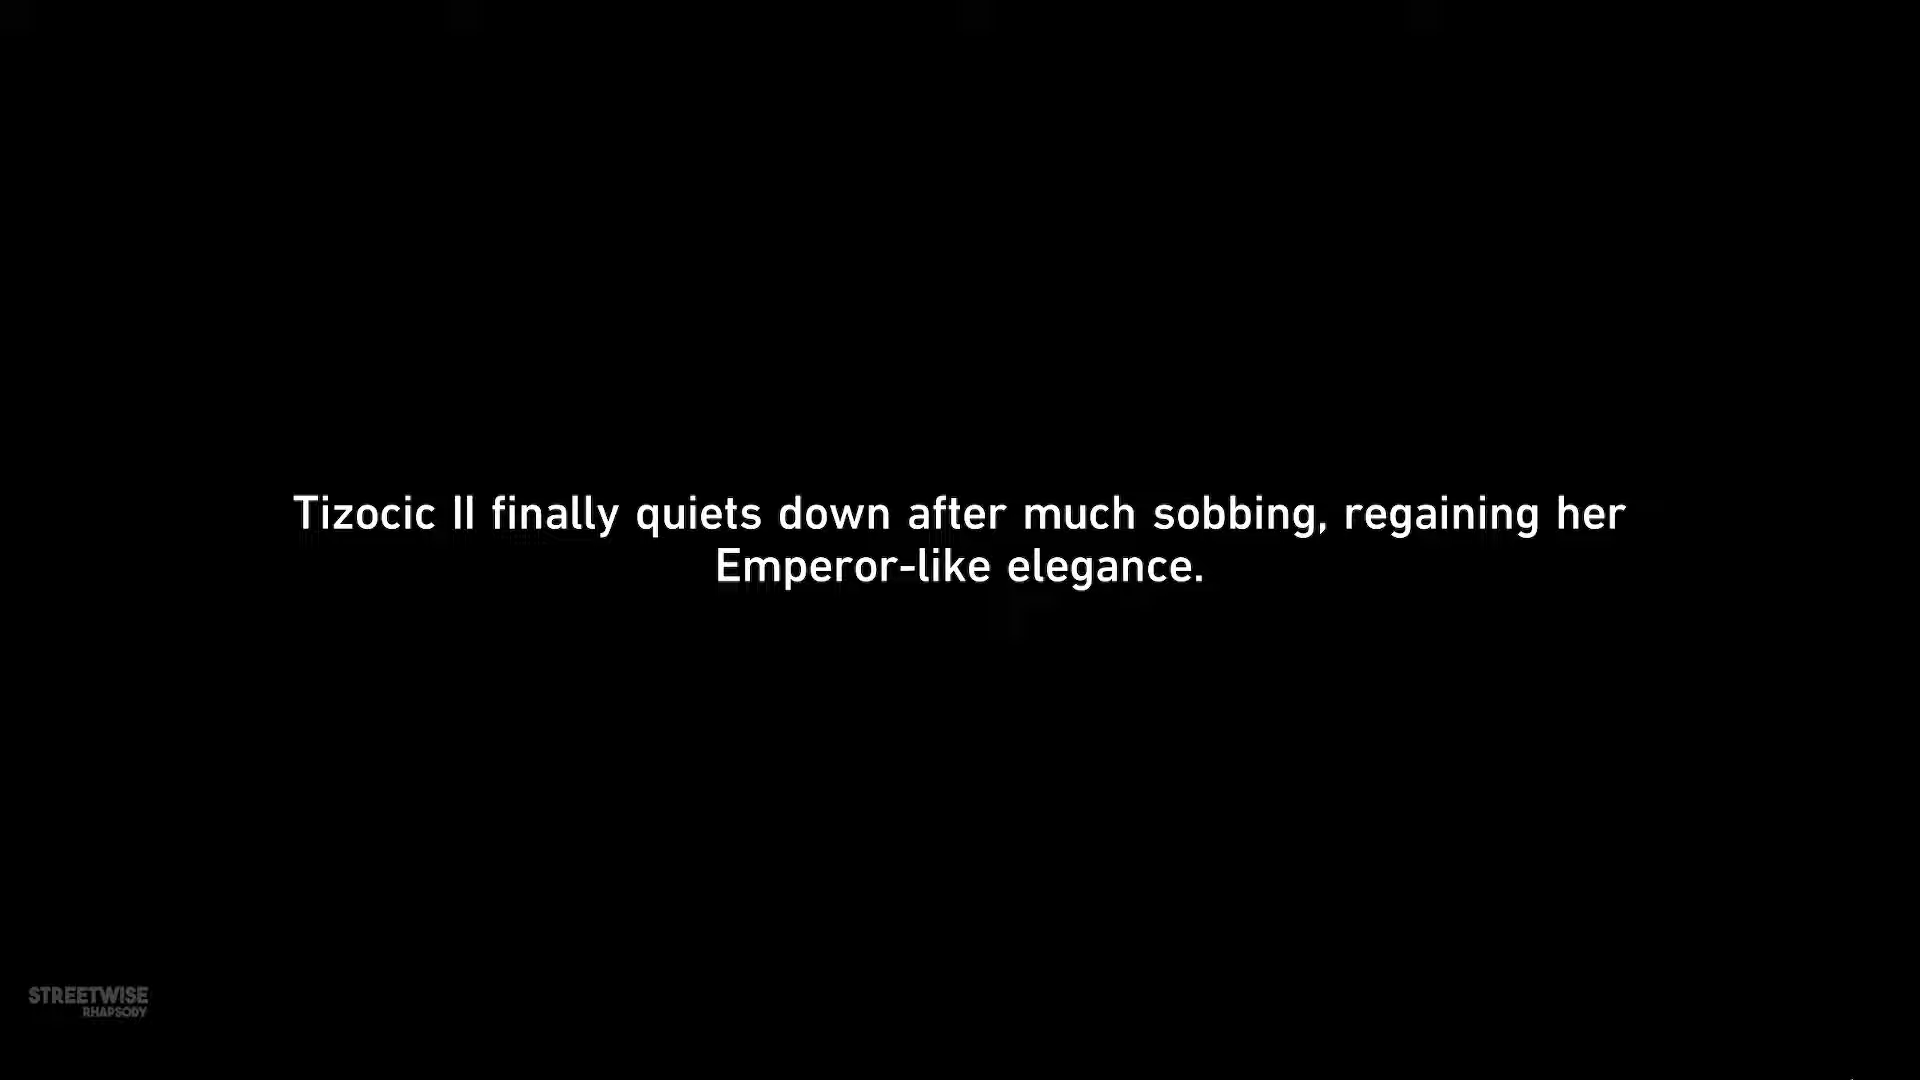 Tizocic II finally quiets down after much sobbing, regaining her
Emperor-like elegance.
STREETWISE
RHAPSODY